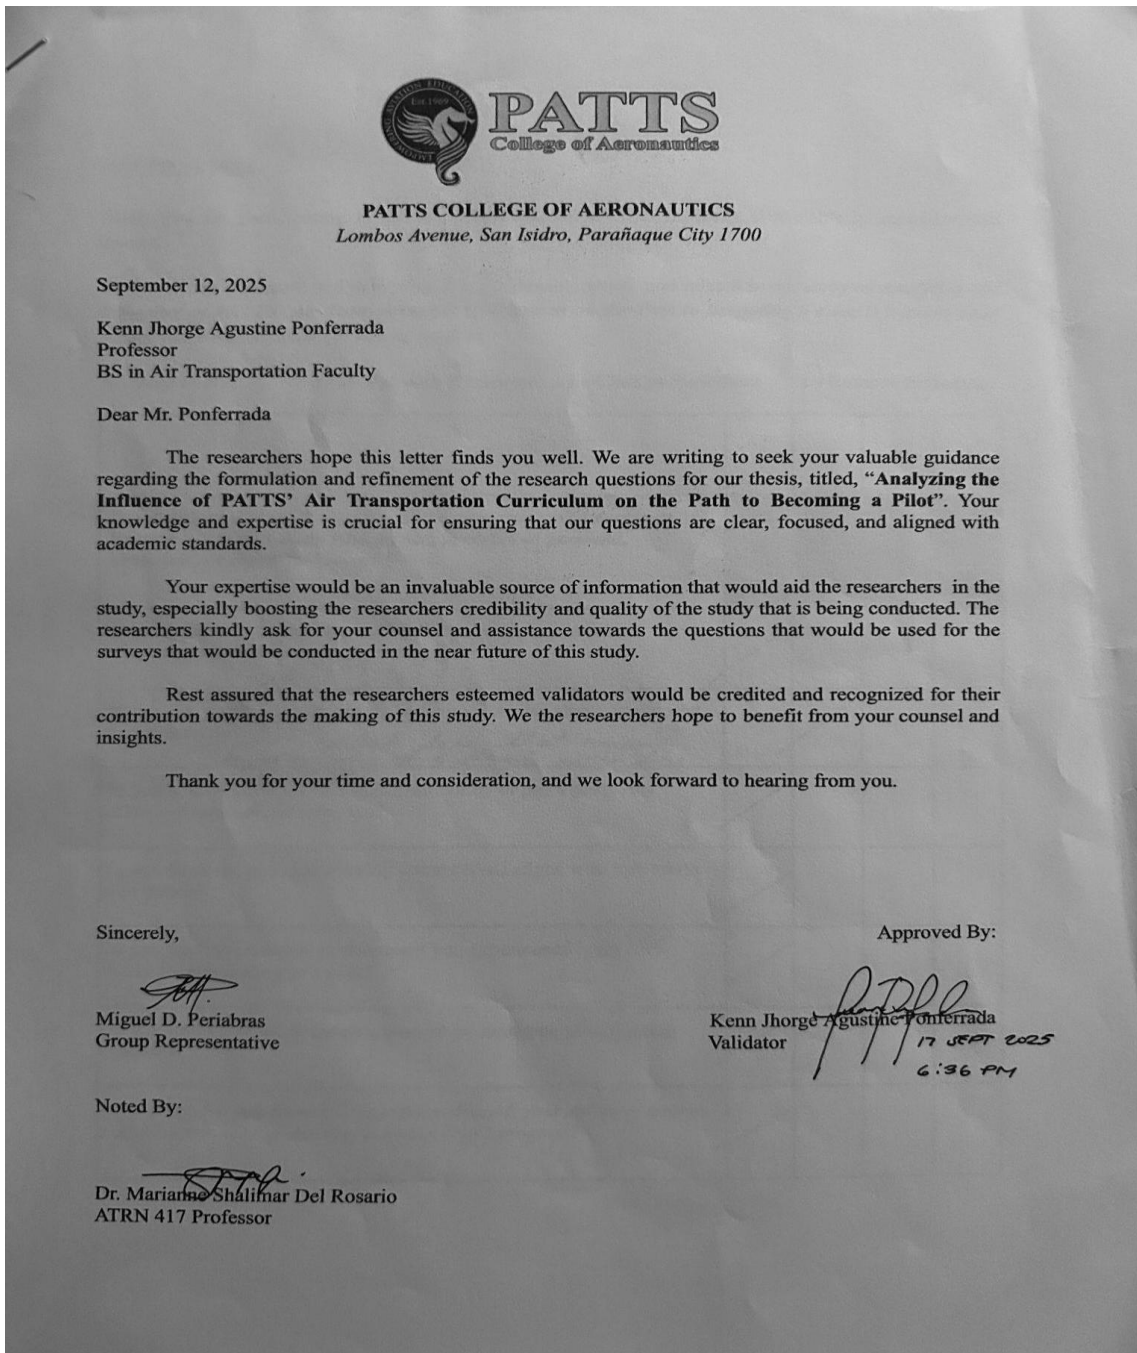 EMPOWERING AVIATION EDUCATION
Est.1969
PATTS
College of Aeronautics
PATTS COLLEGE OF AERONAUTICS
Lombos Avenue, San Isidro, Parañaque City 1700
September 12, 2025
Kenn Jhorge Agustine Ponferrada
Professor
BS in Air Transportation Faculty
Dear Mr. Ponferrada
The researchers hope this letter finds you well. We are writing to seek your valuable guidance
regarding the formulation and refinement of the research questions for our thesis, titled, “Analyzing the
Influence of PATTS’ Air Transportation Curriculum on the Path to Becoming a Pilot”. Your
knowledge and expertise is crucial for ensuring that our questions are clear, focused, and aligned with
academic standards.
Your expertise would be an invaluable source of information that would aid the researchers in the
study, especially boosting the researchers credibility and quality of the study that is being conducted. The
researchers kindly ask for your counsel and assistance towards the questions that would be used for the
surveys that would be conducted in the near future of this study.
Rest assured that the researchers esteemed validators would be credited and recognized for their
contribution towards the making of this study. We the researchers hope to benefit from your counsel and
insights.
Thank you for your time and consideration, and we look forward to hearing from you.
Sincerely,
Miguel D. Periabras
Group Representative
Approved By:
Kenn Jhorge Agustine Ponferrada
Validator
17 SEPT 2025
6:36 PM
Noted By:
Dr. Marianne Shalimar Del Rosario
ATRN 417 Professor